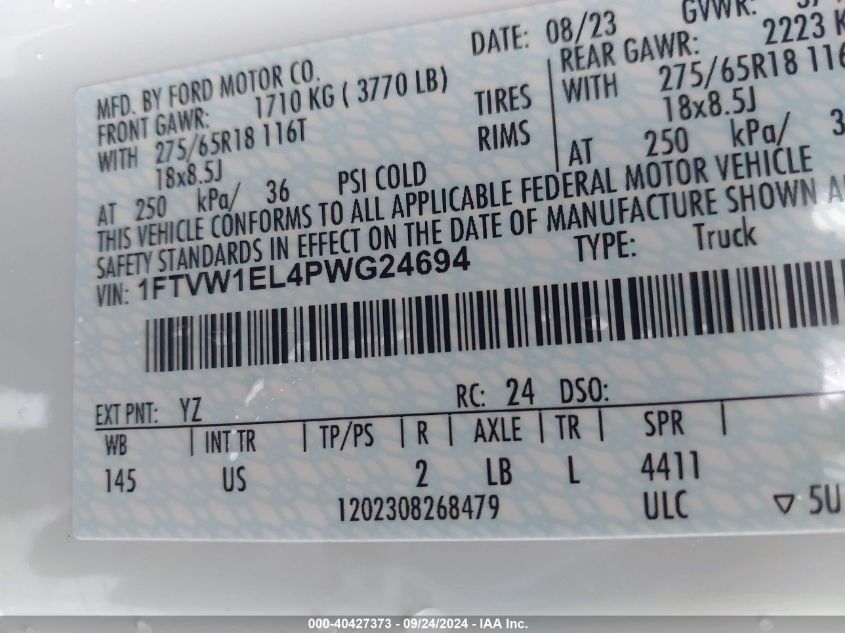 MFD. BY FORD MOTOR CO.
DATE: 08/23
GVWR:
FRONT GAWR: 1710 KG ( 3770 LB)
REAR GAWR: 2223
WITH 275/65R18 116T TIRES
WITH 275/65R18
18x8.5J RIMS
18x8.5J
AT 250 kPa/ 36 PSI COLD
AT 250 kPa/
THIS VEHICLE CONFORMS TO ALL APPLICABLE FEDERAL MOTOR VEHICLE
SAFETY STANDARDS IN EFFECT ON THE DATE OF MANUFACTURE SHOWN
VIN: 1FTVW1EL4PWG24694 TYPE: Truck
EXT PNT: YZ RC: 24 DSO:
WB | INT TR | TP/PS | R | AXLE | TR | SPR |
145 US 2 LB L 4411
1202308268479 ULC ▽ 5U
000-40427373 - 09/24/2024 - IAA Inc.